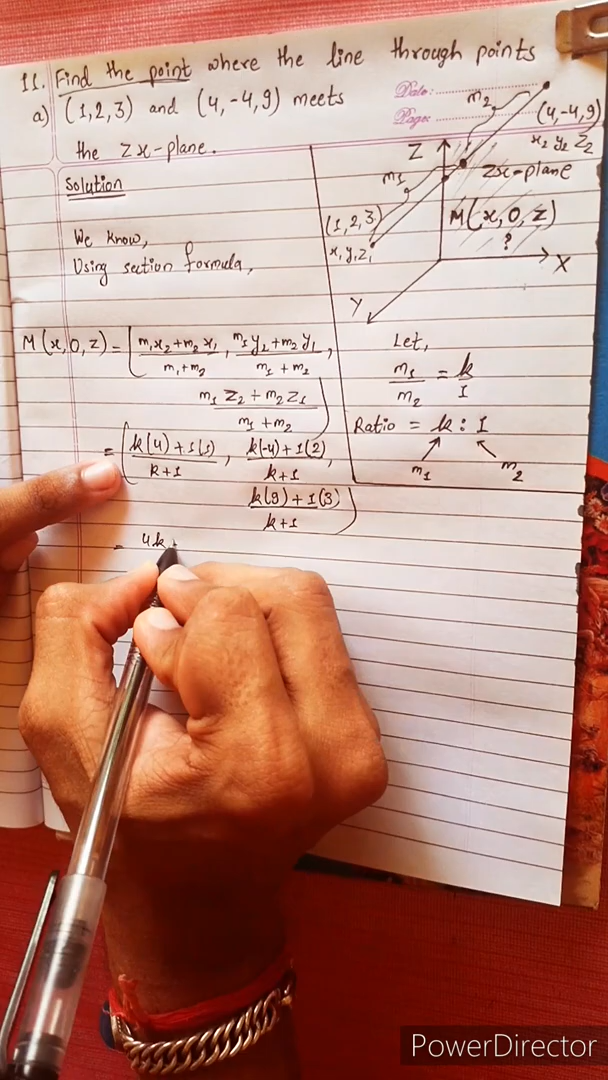 11. Find the point where the line through points
a) (1,2,3) and (4,-4,9) meets
the zx-plane.
Date:
Page:
Solution
We know,
Using section formula,
M(x,0,z) = (m₁x₂+m₂x₁/m₁+m₂, m₁y₂+m₂y₁/m₁+m₂,
m₁z₂+m₂z₁/m₁+m₂)
= (k(4)+1(1)/k+1, k(-4)+1(2)/k+1,
k(9)+1(3)/k+1)
= 4k
m₂
(4,-4,9)
x₂ y₂ z₂
Z
zx-plane
m₁
(1,2,3)
x₁y₁z₁
M(x,0,z)
?
X
Y
Let,
m₁/m₂ = k/1
Ratio = k : 1
m₁ m₂
PowerDirector